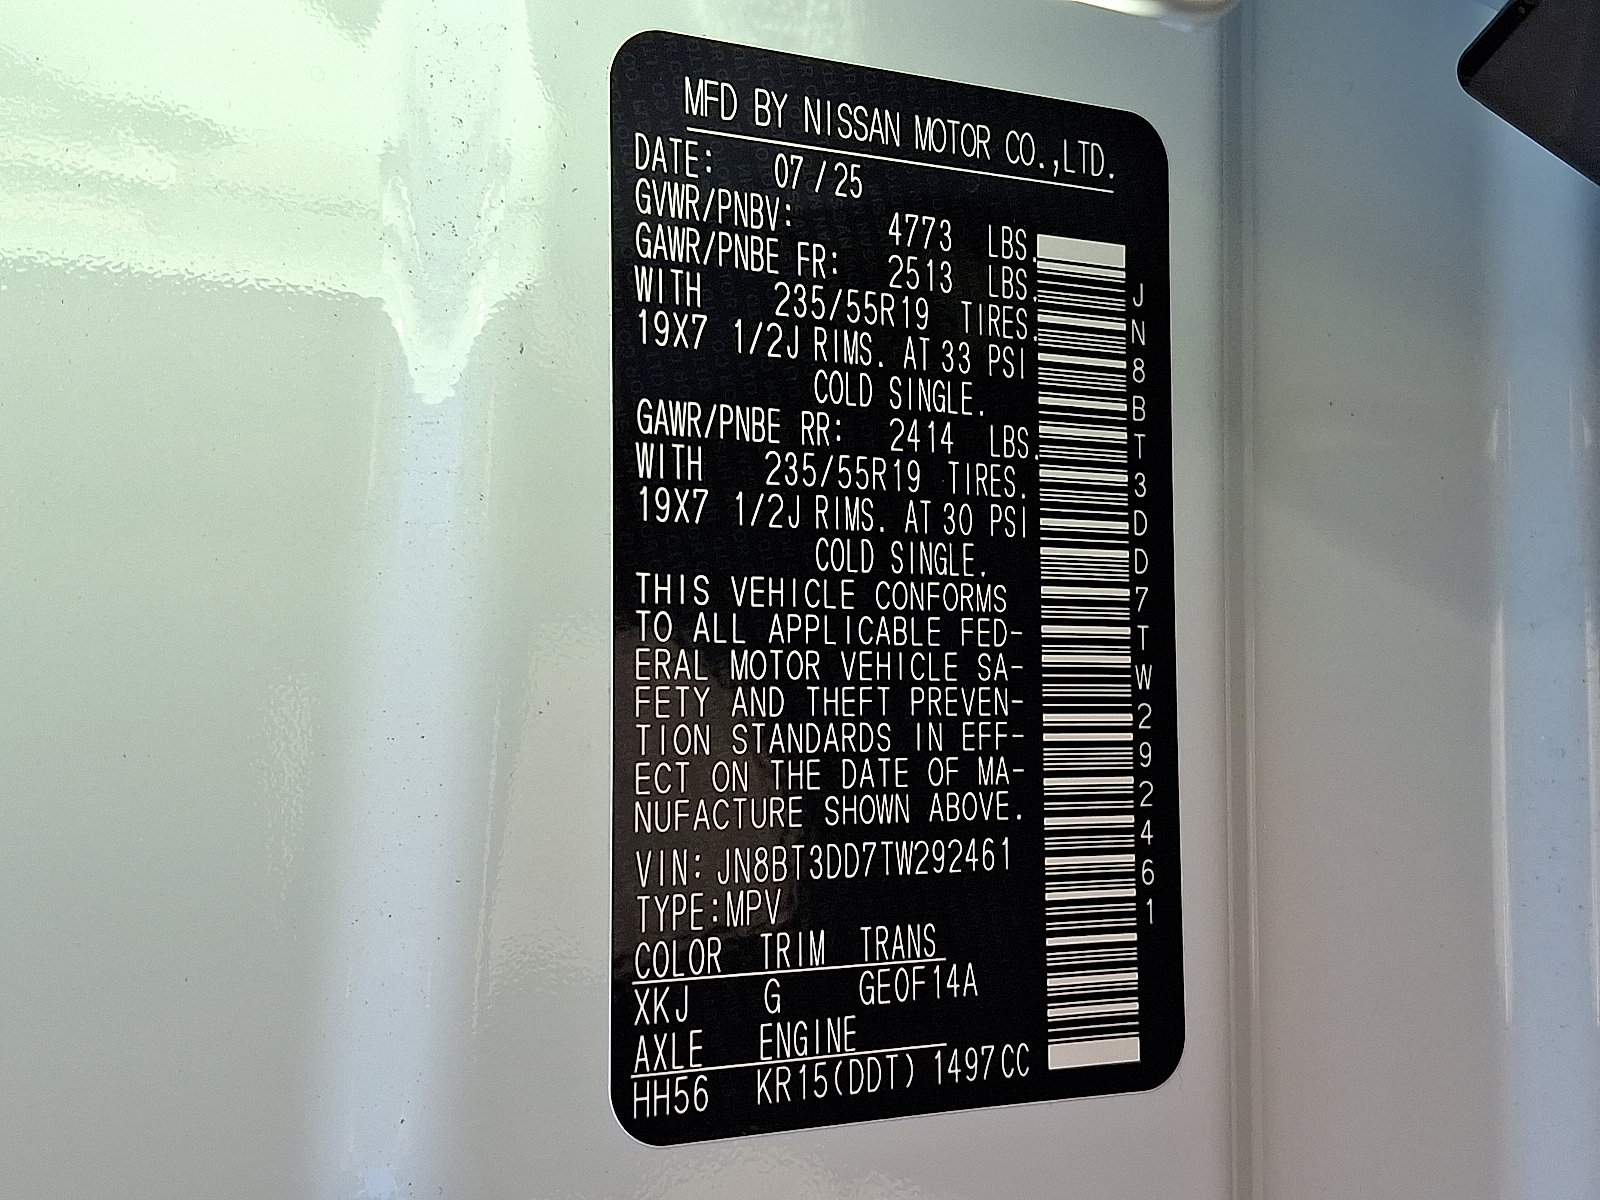 MFD BY NISSAN MOTOR CO.,LTD.
DATE: 07/25
GVWR/PNBV: 4773 LBS.
GAWR/PNBE FR: 2513 LBS.
WITH 235/55R19 TIRES.
19X7 1/2J RIMS. AT 33 PSI
COLD SINGLE.
GAWR/PNBE RR: 2414 LBS.
WITH 235/55R19 TIRES.
19X7 1/2J RIMS. AT 30 PSI
COLD SINGLE.
THIS VEHICLE CONFORMS
TO ALL APPLICABLE FED-
ERAL MOTOR VEHICLE SA-
FETY AND THEFT PREVEN-
TION STANDARDS IN EFF-
ECT ON THE DATE OF MA-
NUFACTURE SHOWN ABOVE.
VIN: JN8BT3DD7TW292461
TYPE:MPV
COLOR TRIM TRANS
XKJ G GE0F14A
AXLE ENGINE
HH56 KR15(DDT) 1497CC
JN8BT3DD7TW292461